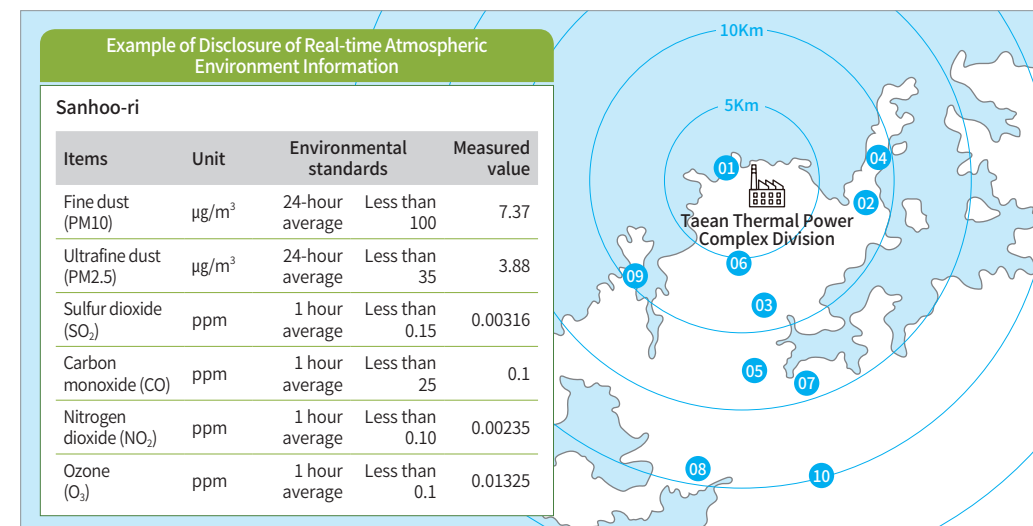 Example of Disclosure of Real-time Atmospheric
Environment Information
Sanhoo-ri
Items Unit Environmental standards Measured value
Fine dust (PM10) μg/m³ 24-hour average Less than 100 7.37
Ultrafine dust (PM2.5) μg/m³ 24-hour average Less than 35 3.88
Sulfur dioxide (SO₂) ppm 1 hour average Less than 0.15 0.00316
Carbon monoxide (CO) ppm 1 hour average Less than 25 0.1
Nitrogen dioxide (NO₂) ppm 1 hour average Less than 0.10 0.00235
Ozone (O₃) ppm 1 hour average Less than 0.1 0.01325
10Km
5Km
01
04
02
Taean Thermal Power
Complex Division
06
09
03
05
07
08
10